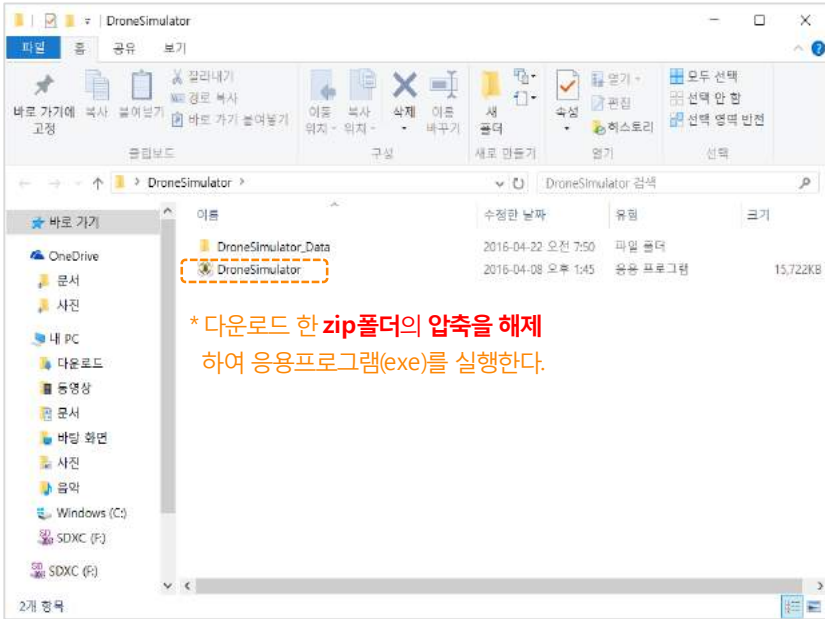 DroneSimulator
파일 홈 공유 보기
잘라내기
경로 복사
바로 가기 붙여넣기
바로 가기에 고정
복사
붙여넣기
클립보드
이동 위치
복사 위치
삭제
이름 바꾸기
구성
새 폴더
새로 만들기
속성
열기
편집
히스토리
열기
모두 선택
선택 안 함
선택 영역 반전
선택
DroneSimulator
DroneSimulator 검색
이름 수정한 날짜 유형 크기
DroneSimulator_Data 2016-04-22 오전 7:50 파일 폴더
DroneSimulator 2016-04-08 오후 1:45 응용 프로그램 15,722KB
* 다운로드 한 zip폴더의 압축을 해제
하여 응용프로그램(exe)를 실행한다.
바로 가기
OneDrive
문서
사진
내 PC
다운로드
동영상
문서
바탕 화면
사진
음악
Windows (C:)
SDXC (F:)
SDXC (F:)
2개 항목